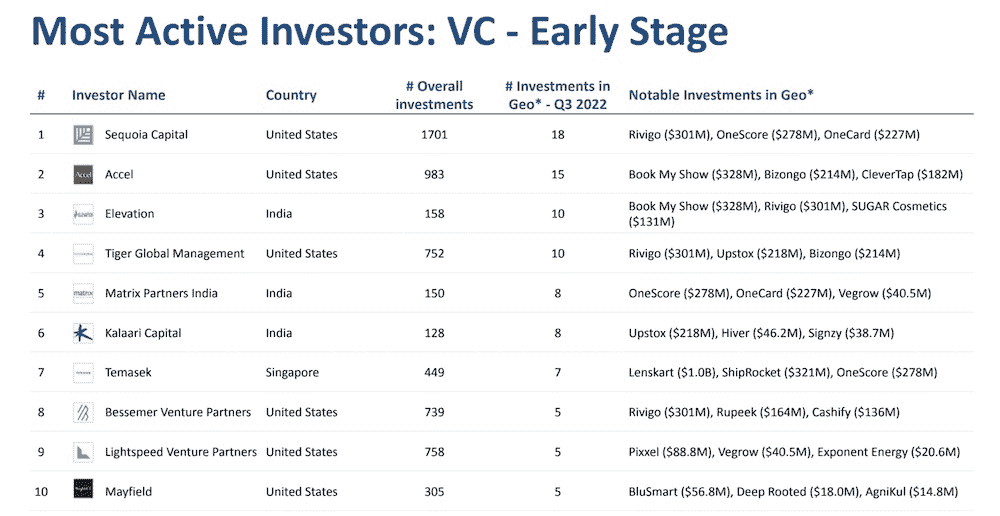 Most Active Investors: VC - Early Stage
# Investor Name Country # Overall investments # Investments in Geo* - Q3 2022 Notable Investments in Geo*
1 Sequoia Capital United States 1701 18 Rivigo ($301M), OneScore ($278M), OneCard ($227M)
2 Accel Accel United States 983 15 Book My Show ($328M), Bizongo ($214M), CleverTap ($182M)
3 Elevation India 158 10 Book My Show ($328M), Rivigo ($301M), SUGAR Cosmetics
($131M)
4 Tiger Global Management United States 752 10 Rivigo ($301M), Upstox ($218M), Bizongo ($214M)
5 matrix Matrix Partners India India 150 8 OneScore ($278M), OneCard ($227M), Vegrow ($40.5M)
6 Kalaari Capital India 128 8 Upstox ($218M), Hiver ($46.2M), Signzy ($38.7M)
7 Temasek Singapore 449 7 Lenskart ($1.0B), ShipRocket ($321M), OneScore ($278M)
8 Bessemer Venture Partners United States 739 5 Rivigo ($301M), Rupeek ($164M), Cashify ($136M)
9 Lightspeed Venture Partners United States 758 5 Pixxel ($88.8M), Vegrow ($40.5M), Exponent Energy ($20.6M)
10 Mayfield United States 305 5 BluSmart ($56.8M), Deep Rooted ($18.0M), AgniKul ($14.8M)